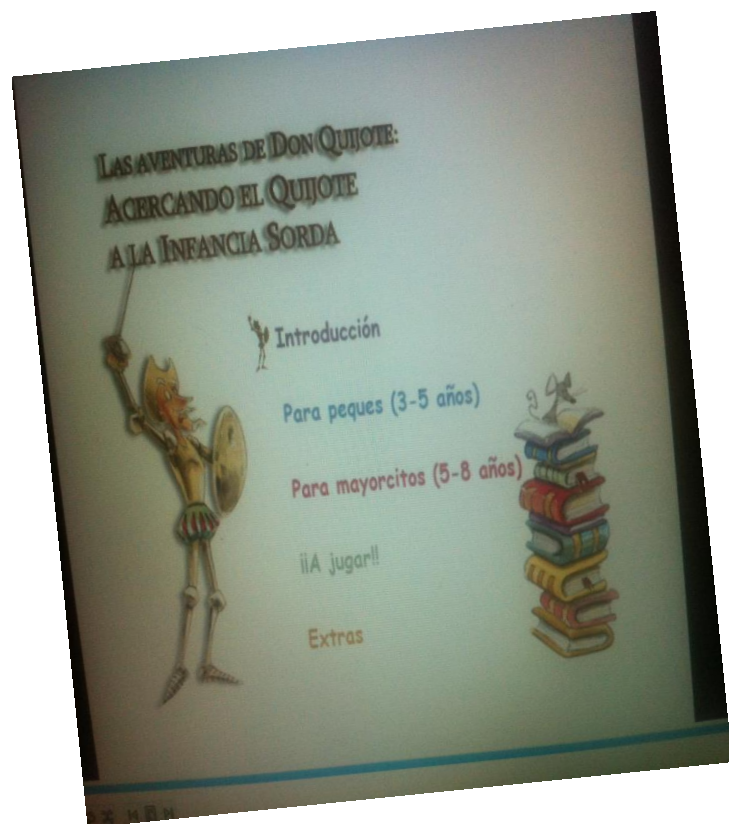 LAS AVENTURAS DE DON QUIJOTE:
ACERCANDO EL QUIJOTE
A LA INFANCIA SORDA
Introducción
Para peques (3-5 años)
Para mayorcitos (5-8 años)
¡¡A jugar!!
Extras